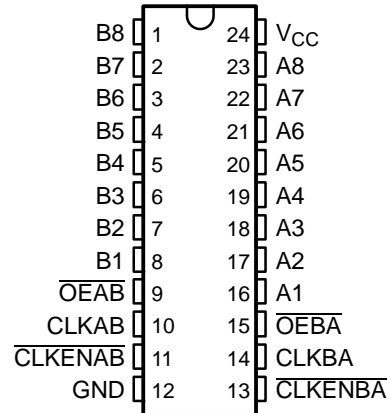 B8 1 24 VCC
B7 2 23 A8
B6 3 22 A7
B5 4 21 A6
B4 5 20 A5
B3 6 19 A4
B2 7 18 A3
B1 8 17 A2
OEAB 9 16 A1
CLKAB 10 15 OEBA
CLKENAB 11 14 CLKBA
GND 12 13 CLKENBA